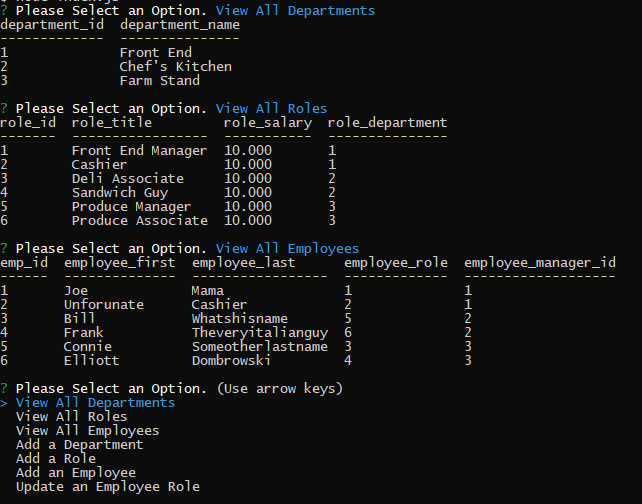 ? Please Select an Option. View All Departments
department_id  department_name
-------------  ---------------
1              Front End
2              Chef's Kitchen
3              Farm Stand
? Please Select an Option. View All Roles
role_id  role_title         role_salary  role_department
-------  -----------------  -----------  ---------------
1        Front End Manager  10.000       1
2        Cashier            10.000       1
3        Deli Associate     10.000       2
4        Sandwich Guy       10.000       2
5        Produce Manager    10.000       3
6        Produce Associate  10.000       3
? Please Select an Option. View All Employees
emp_id  employee_first  employee_last      employee_role  employee_manager_id
------  --------------  -----------------  -------------  -------------------
1       Joe             Mama               1              1
2       Unforunate      Cashier            2              1
3       Bill            Whatshisname       5              2
4       Frank           Theveryitalianguy  6              2
5       Connie          Someotherlastname  3              3
6       Elliott         Dombrowski         4              3
? Please Select an Option. (Use arrow keys)
> View All Departments
  View All Roles
  View All Employees
  Add a Department
  Add a Role
  Add an Employee
  Update an Employee Role